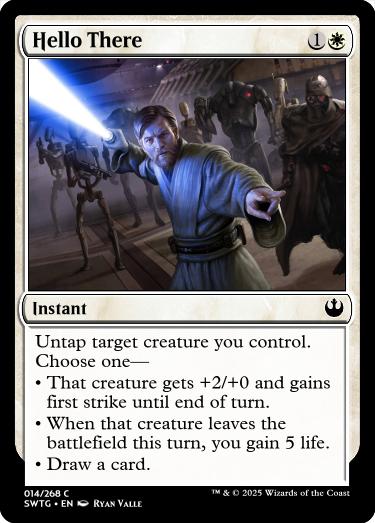 Hello There
1
Instant
Untap target creature you control.
Choose one—
• That creature gets +2/+0 and gains
first strike until end of turn.
• When that creature leaves the
battlefield this turn, you gain 5 life.
• Draw a card.
014/268 C
SWTG • EN Ryan Valle
™ & © 2025 Wizards of the Coast